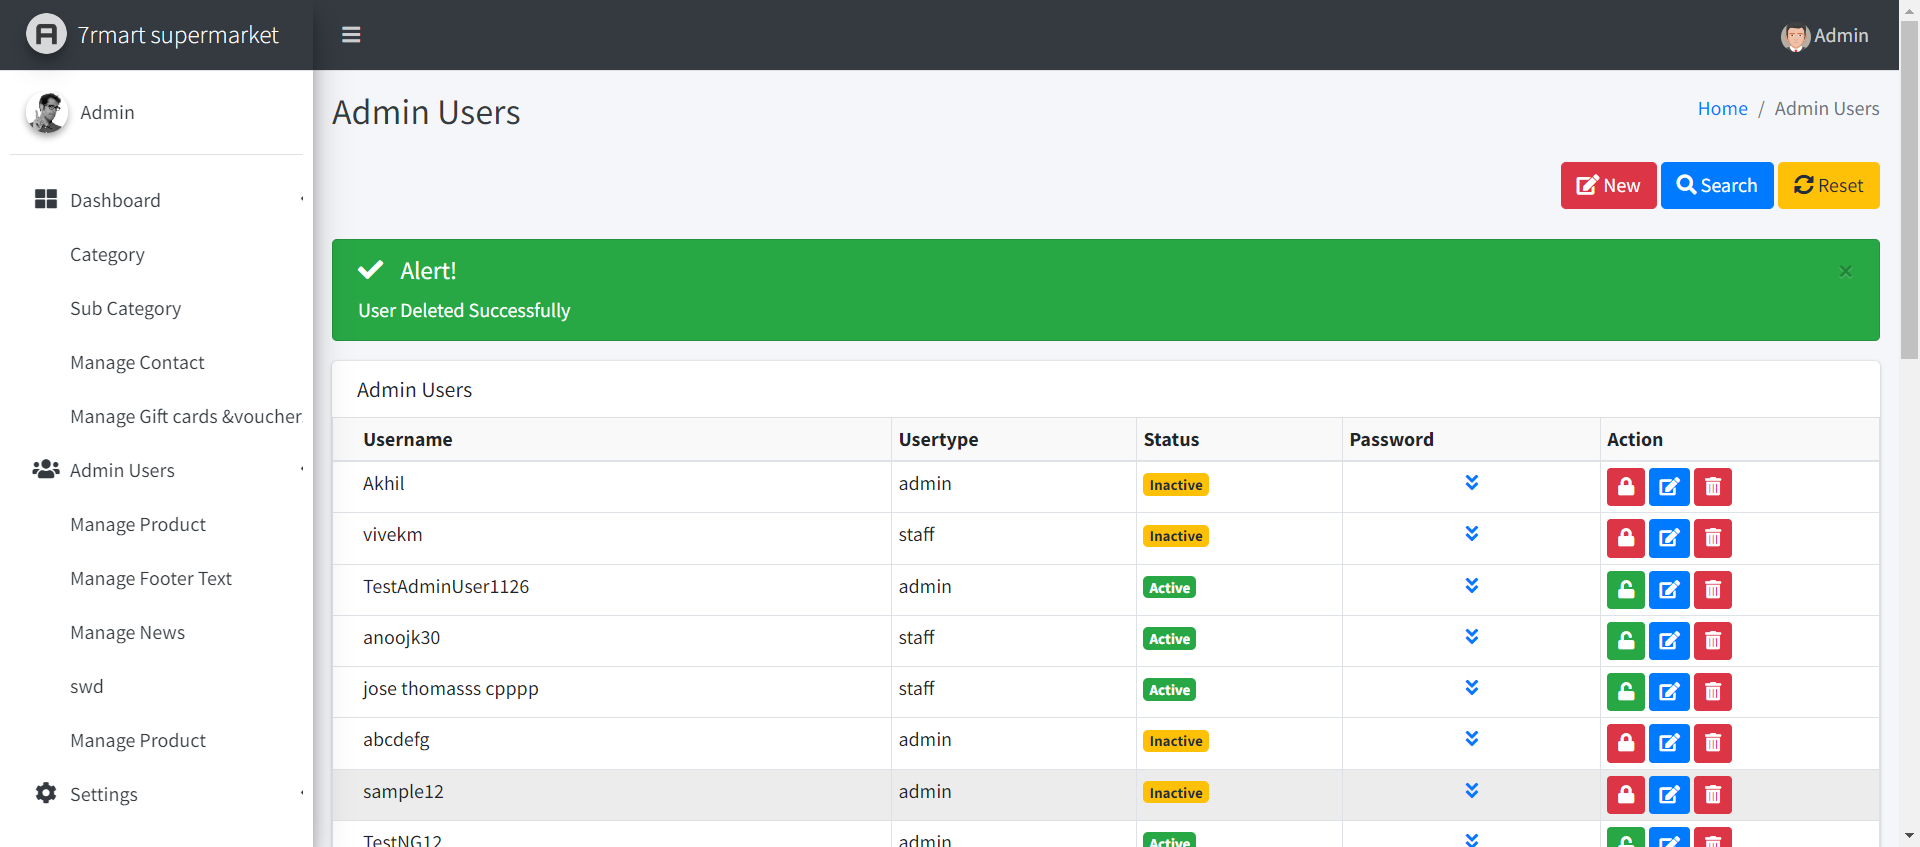 7rmart supermarket
Admin
Admin
Dashboard
Category
Sub Category
Manage Contact
Manage Gift cards &voucher
Admin Users
Manage Product
Manage Footer Text
Manage News
swd
Manage Product
Settings
Admin Users
Home / Admin Users
New Search Reset
Alert! ×
User Deleted Successfully
Admin Users
Username Usertype Status Password Action
Akhil admin Inactive
vivekm staff Inactive
TestAdminUser1126 admin Active
anoojk30 staff Active
jose thomasss cpppp staff Active
abcdefg admin Inactive
sample12 admin Inactive
TestNG12 admin Active